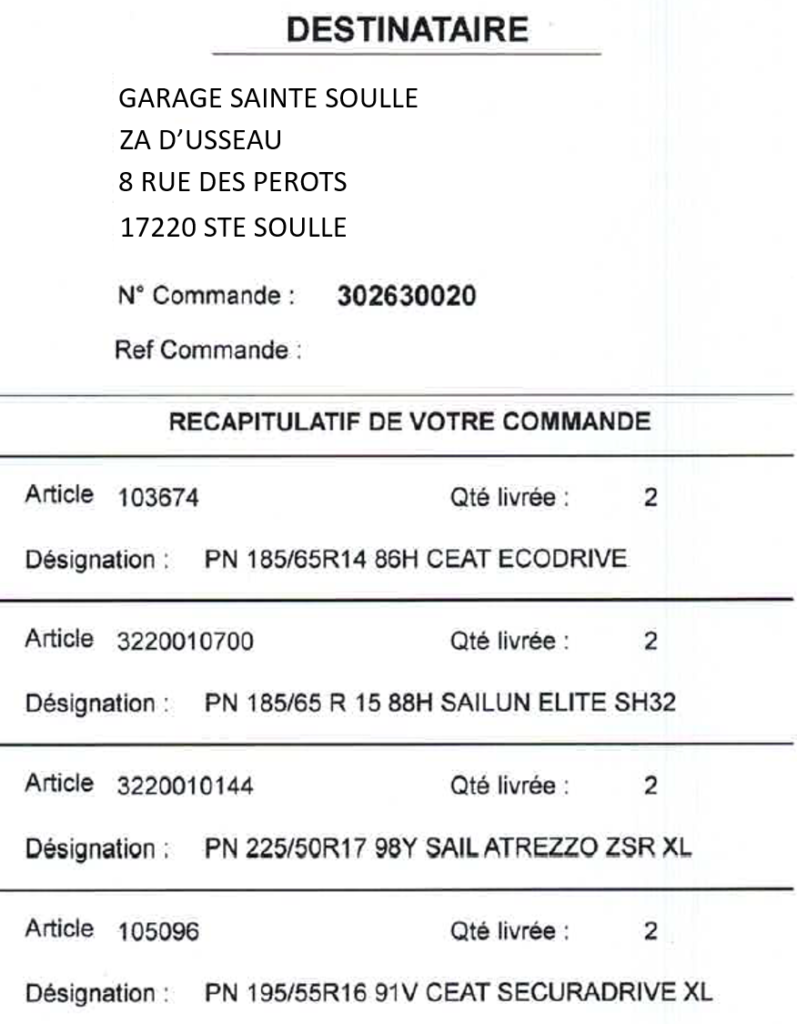 DESTINATAIRE
GARAGE SAINTE SOULLE
ZA D’USSEAU
8 RUE DES PEROTS
17220 STE SOULLE
N° Commande : 302630020
Ref Commande :
RECAPITULATIF DE VOTRE COMMANDE
Article 103674 Qté livrée : 2
Désignation : PN 185/65R14 86H CEAT ECODRIVE
Article 3220010700 Qté livrée : 2
Désignation : PN 185/65 R 15 88H SAILUN ELITE SH32
Article 3220010144 Qté livrée : 2
Désignation : PN 225/50R17 98Y SAIL ATREZZO ZSR XL
Article 105096 Qté livrée : 2
Désignation : PN 195/55R16 91V CEAT SECURADRIVE XL